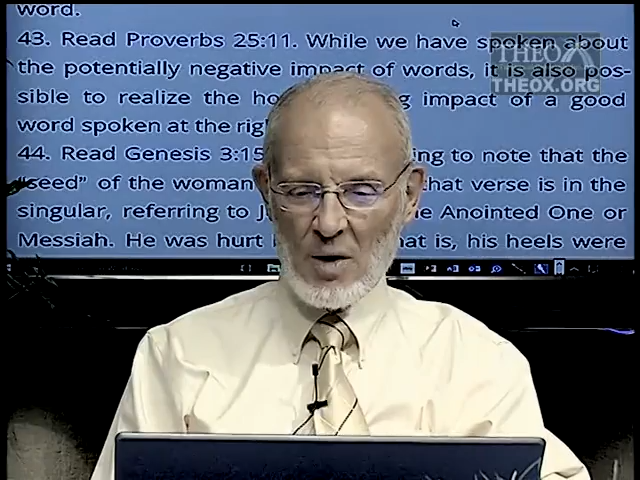 word.
THEOX
43. Read Proverbs 25:11. While we have spoken about
the potentially negative impact of words, it is also pos-
THEOX.ORG
sible to realize the impact of a good
word spoken at the
44. Read Genesis 3:15 to note that the
"seed" of the woman that verse is in the
singular, referring to Anointed One or
Messiah. He was hurt is, his heels were